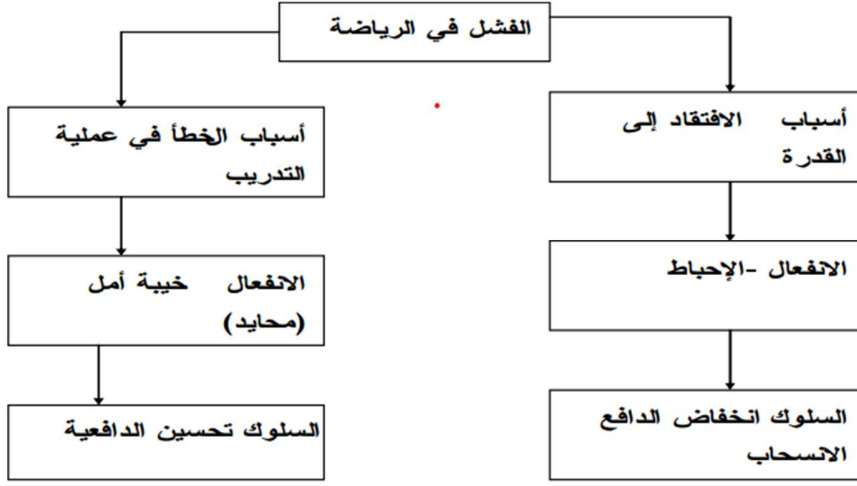 الفشل في الرياضة
أسباب الافتقاد إلى
القدرة
الانفعال -الإحباط
السلوك انخفاض الدافع
الانسحاب
أسباب الخطأ في عملية
التدريب
الانفعال خيبة أمل
(محايد)
السلوك تحسين الدافعية